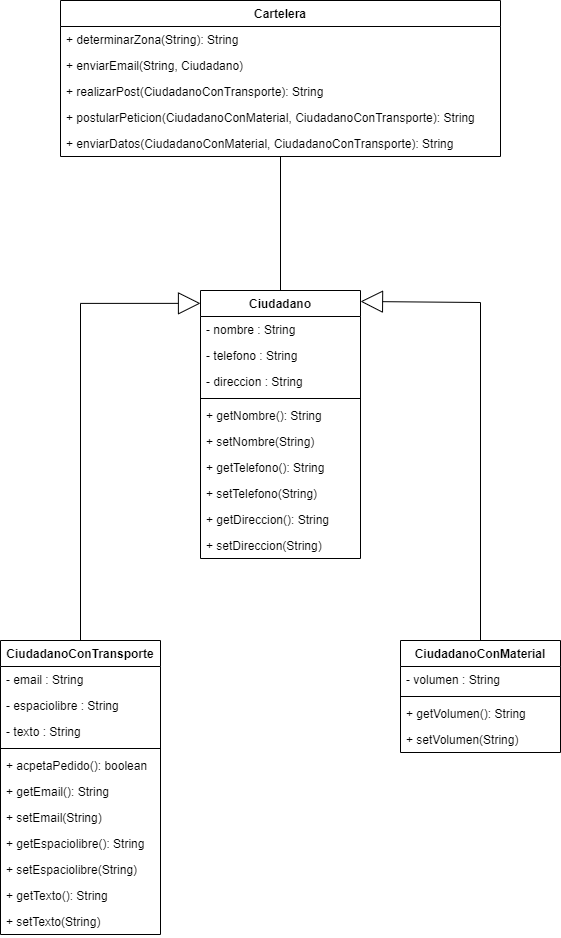 Cartelera
+ determinarZona(String): String
+ enviarEmail(String, Ciudadano)
+ realizarPost(CiudadanoConTransporte): String
+ postularPeticion(CiudadanoConMaterial, CiudadanoConTransporte): String
+ enviarDatos(CiudadanoConMaterial, CiudadanoConTransporte): String
Ciudadano
- nombre : String
- telefono : String
- direccion : String
+ getNombre(): String
+ setNombre(String)
+ getTelefono(): String
+ setTelefono(String)
+ getDireccion(): String
+ setDireccion(String)
CiudadanoConTransporte
- email : String
- espaciolibre : String
- texto : String
+ acpetaPedido(): boolean
+ getEmail(): String
+ setEmail(String)
+ getEspaciolibre(): String
+ setEspaciolibre(String)
+ getTexto(): String
+ setTexto(String)
CiudadanoConMaterial
- volumen : String
+ getVolumen(): String
+ setVolumen(String)